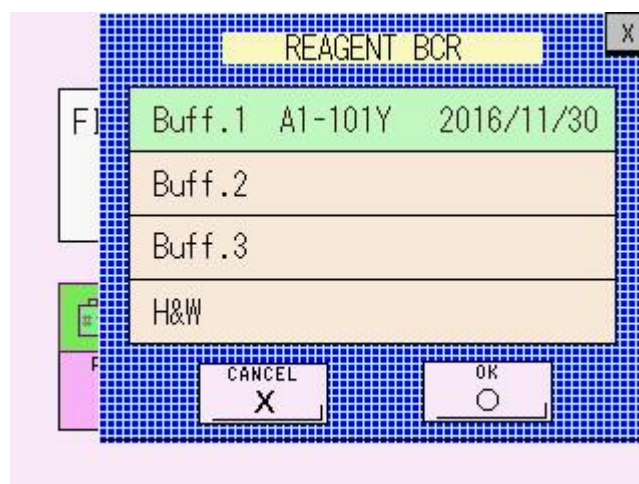 REAGENT BCR
X
Buff.1 A1-101Y 2016/11/30
Buff.2
Buff.3
H&W
CANCEL
X
OK
#